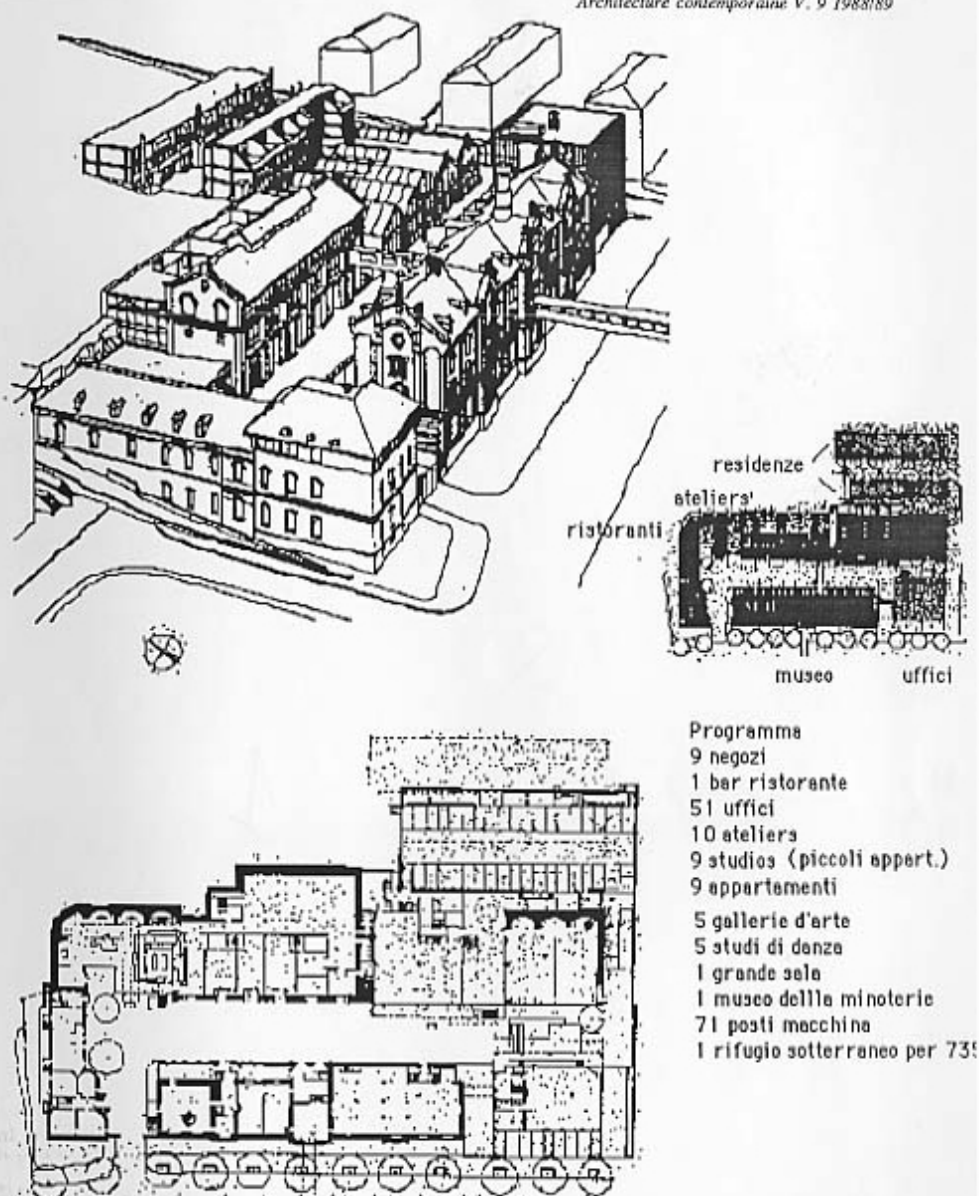 Architecture contemporaine V. 9 1988/89
residenze
ateliers
ristoranti
museo
uffici
Programma
9 negozi
1 bar ristorante
51 uffici
10 ateliers
9 studios (piccoli appart.)
9 appartamenti
5 gallerie d'arte
5 studi di danza
1 grande sala
1 museo dellla minoterie
71 posti macchina
1 rifugio sotterraneo per